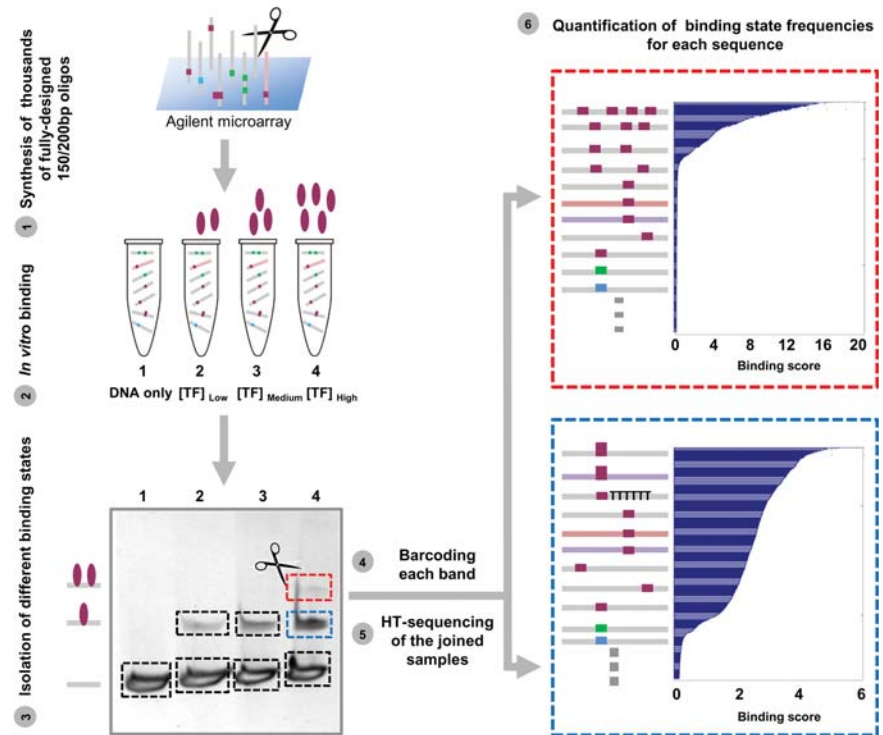 1
Synthesis of thousands
of fully-designed
150/200bp oligos
Agilent microarray
2
In vitro binding
1
2
3
4
DNA only
[TF] Low
[TF] Medium
[TF] High
3
Isolation of different binding states
1
2
3
4
4
Barcoding
each band
5
HT-sequencing
of the joined
samples
6
Quantification of binding state frequencies
for each sequence
0
4
8
12
16
20
Binding score
0
2
4
6
Binding score